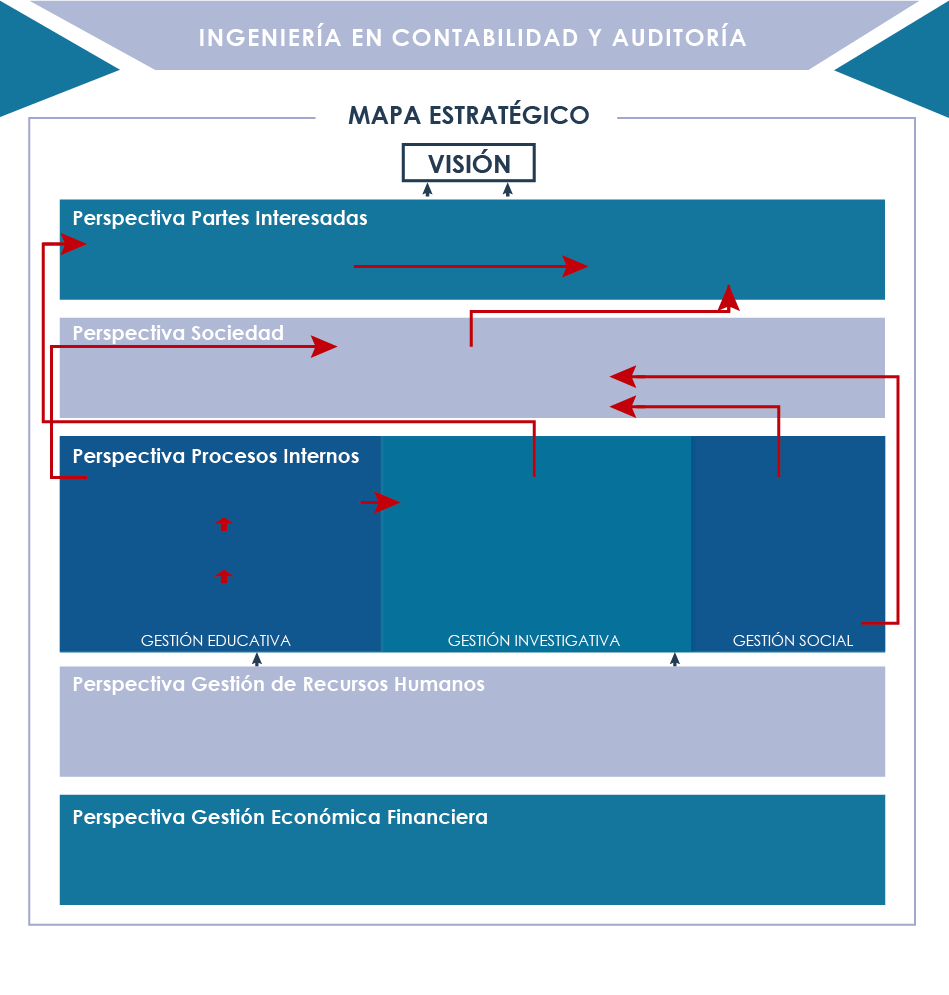 INGENIERÍA EN CONTABILIDAD Y AUDITORÍA
MAPA ESTRATÉGICO
VISIÓN
Perspectiva Partes Interesadas
Perspectiva Sociedad
Perspectiva Procesos Internos
GESTIÓN EDUCATIVA
GESTIÓN INVESTIGATIVA
GESTIÓN SOCIAL
Perspectiva Gestión de Recursos Humanos
Perspectiva Gestión Económica Financiera